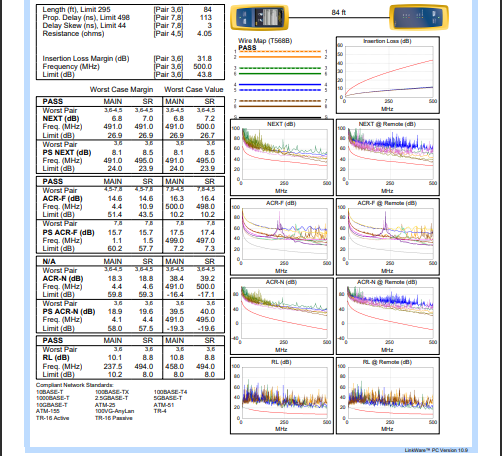 Length (ft), Limit 295 [Pair 3,6] 84
Prop. Delay (ns), Limit 498 [Pair 7,8] 113
Delay Skew (ns), Limit 44 [Pair 7,8] 3
Resistance (ohms) [Pair 4,5] 4.05
Insertion Loss Margin (dB) [Pair 3,6] 31.8
Frequency (MHz) [Pair 3,6] 500.0
Limit (dB) [Pair 3,6] 43.8
84 ft
Wire Map (T568B)
PASS
Insertion Loss (dB)
Worst Case Margin Worst Case Value
PASS MAIN SR MAIN SR
Worst Pair 3,6-4,5 3,6-4,5 3,6-4,5 3,6-4,5
NEXT (dB) 6.8 7.0 6.8 7.2
Freq. (MHz) 491.0 491.0 491.0 500.0
Limit (dB) 26.9 26.9 26.9 26.7
Worst Pair 3,6 3,6 3,6 3,6
PS NEXT (dB) 8.1 8.5 8.1 8.5
Freq. (MHz) 491.0 495.0 491.0 495.0
Limit (dB) 24.0 23.9 24.0 23.9
PASS MAIN SR MAIN SR
Worst Pair 4,5-7,8 4,5-7,8 7,8-4,5 7,8-4,5
ACR-F (dB) 14.6 14.6 16.3 16.4
Freq. (MHz) 4.4 10.9 500.0 498.0
Limit (dB) 51.4 43.5 10.2 10.2
Worst Pair 7,8 7,8 7,8 7,8
PS ACR-F (dB) 15.7 15.7 17.5 17.4
Freq. (MHz) 1.1 1.5 499.0 497.0
Limit (dB) 60.2 57.7 7.2 7.3
N/A MAIN SR MAIN SR
Worst Pair 3,6-4,5 3,6-4,5 3,6-4,5 3,6-4,5
ACR-N (dB) 18.3 18.8 38.4 39.2
Freq. (MHz) 4.4 4.6 491.0 500.0
Limit (dB) 59.8 59.3 -16.4 -17.1
Worst Pair 3,6 3,6 3,6 3,6
PS ACR-N (dB) 18.9 19.6 39.5 40.0
Freq. (MHz) 4.1 4.4 491.0 495.0
Limit (dB) 58.0 57.5 -19.3 -19.6
PASS MAIN SR MAIN SR
Worst Pair 3,6 3,6 3,6 3,6
RL (dB) 10.1 8.8 10.8 8.8
Freq. (MHz) 237.5 494.0 458.0 494.0
Limit (dB) 10.2 8.0 8.0 8.0
Compliant Network Standards:
10BASE-T 100BASE-TX 100BASE-T4
1000BASE-T 2.5GBASE-T 5GBASE-T
10GBASE-T ATM-25 ATM-51
ATM-155 100VG-AnyLan TR-4
TR-16 Active TR-16 Passive
NEXT (dB)
NEXT @ Remote (dB)
ACR-F (dB)
ACR-F @ Remote (dB)
ACR-N (dB)
ACR-N @ Remote (dB)
RL (dB)
RL @ Remote (dB)
0 250 500
MHz
LinkWare™ PC Version 10.9